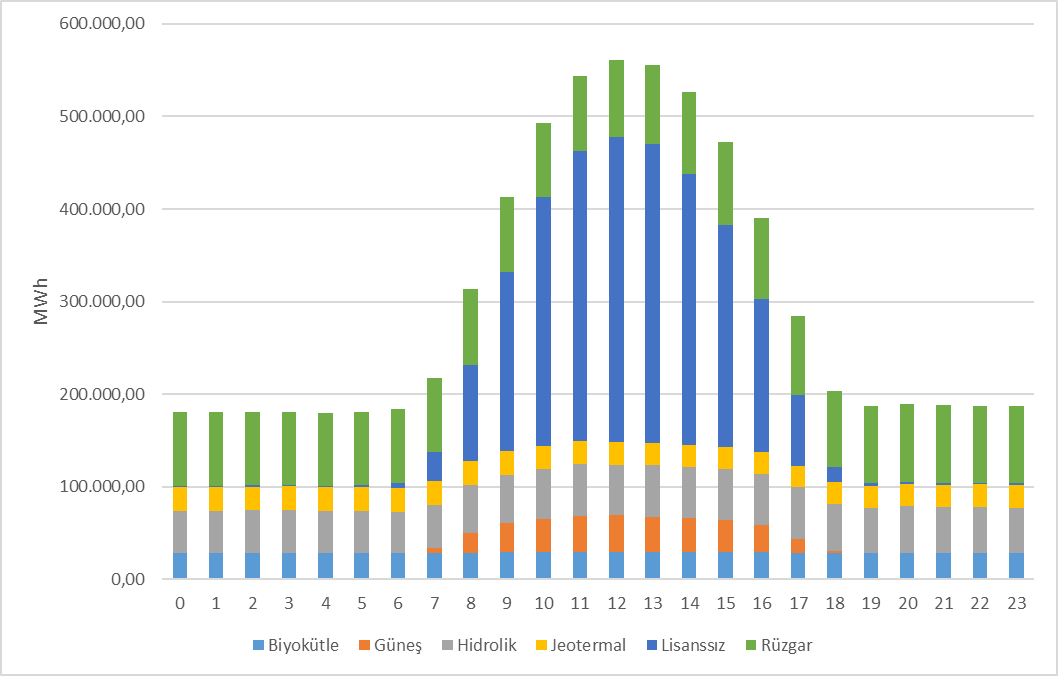 600.000,00
500.000,00
400.000,00
300.000,00
200.000,00
100.000,00
0,00
MWh
0 1 2 3 4 5 6 7 8 9 10 11 12 13 14 15 16 17 18 19 20 21 22 23
Biyokütle Güneş Hidrolik Jeotermal Lisanssız Rüzgar